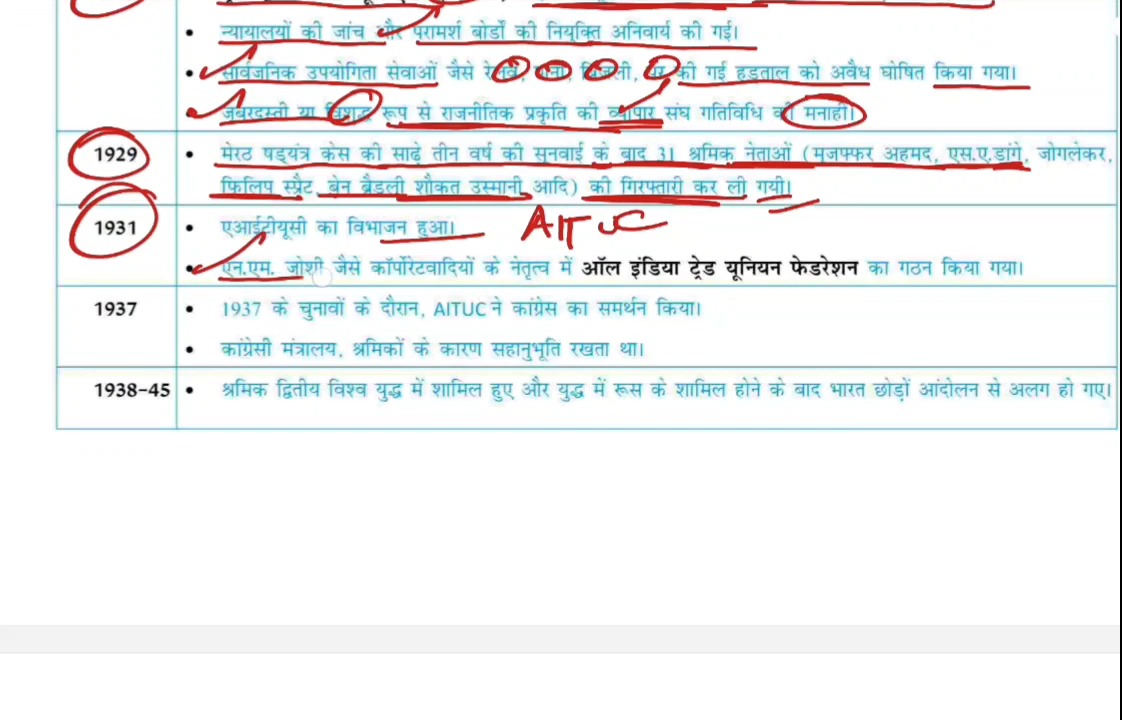 न्यायालयों की जांच और परामर्श बोर्डों की नियुक्ति अनिवार्य की गई।
सार्वजनिक उपयोगिता सेवाओं जैसे रेलवे, पानी, बिजली, पर की गई हड़ताल को अवैध घोषित किया गया।
जबरदस्ती या विशुद्ध रूप से राजनीतिक प्रकृति की व्यापार संघ गतिविधि की मनाही।
1929 मेरठ षड्यंत्र केस की साढ़े तीन वर्ष की सुनवाई के बाद 31 श्रमिक नेताओं (मुजफ्फर अहमद, एस.ए.डांगे, जोगलेकर,
फिलिप स्प्रैट, बेन ब्रैडली शौकत उस्मानी आदि) की गिरफ्तारी कर ली गयी।
1931 एआईटीयूसी का विभाजन हुआ। AITUC
एन.एम. जोशी जैसे कॉर्पोरेटवादियों के नेतृत्व में ऑल इंडिया ट्रेड यूनियन फेडरेशन का गठन किया गया।
1937 1937 के चुनावों के दौरान, AITUC ने कांग्रेस का समर्थन किया।
कांग्रेसी मंत्रालय, श्रमिकों के कारण सहानुभूति रखता था।
1938-45 श्रमिक द्वितीय विश्व युद्ध में शामिल हुए और युद्ध में रूस के शामिल होने के बाद भारत छोड़ों आंदोलन से अलग हो गए।